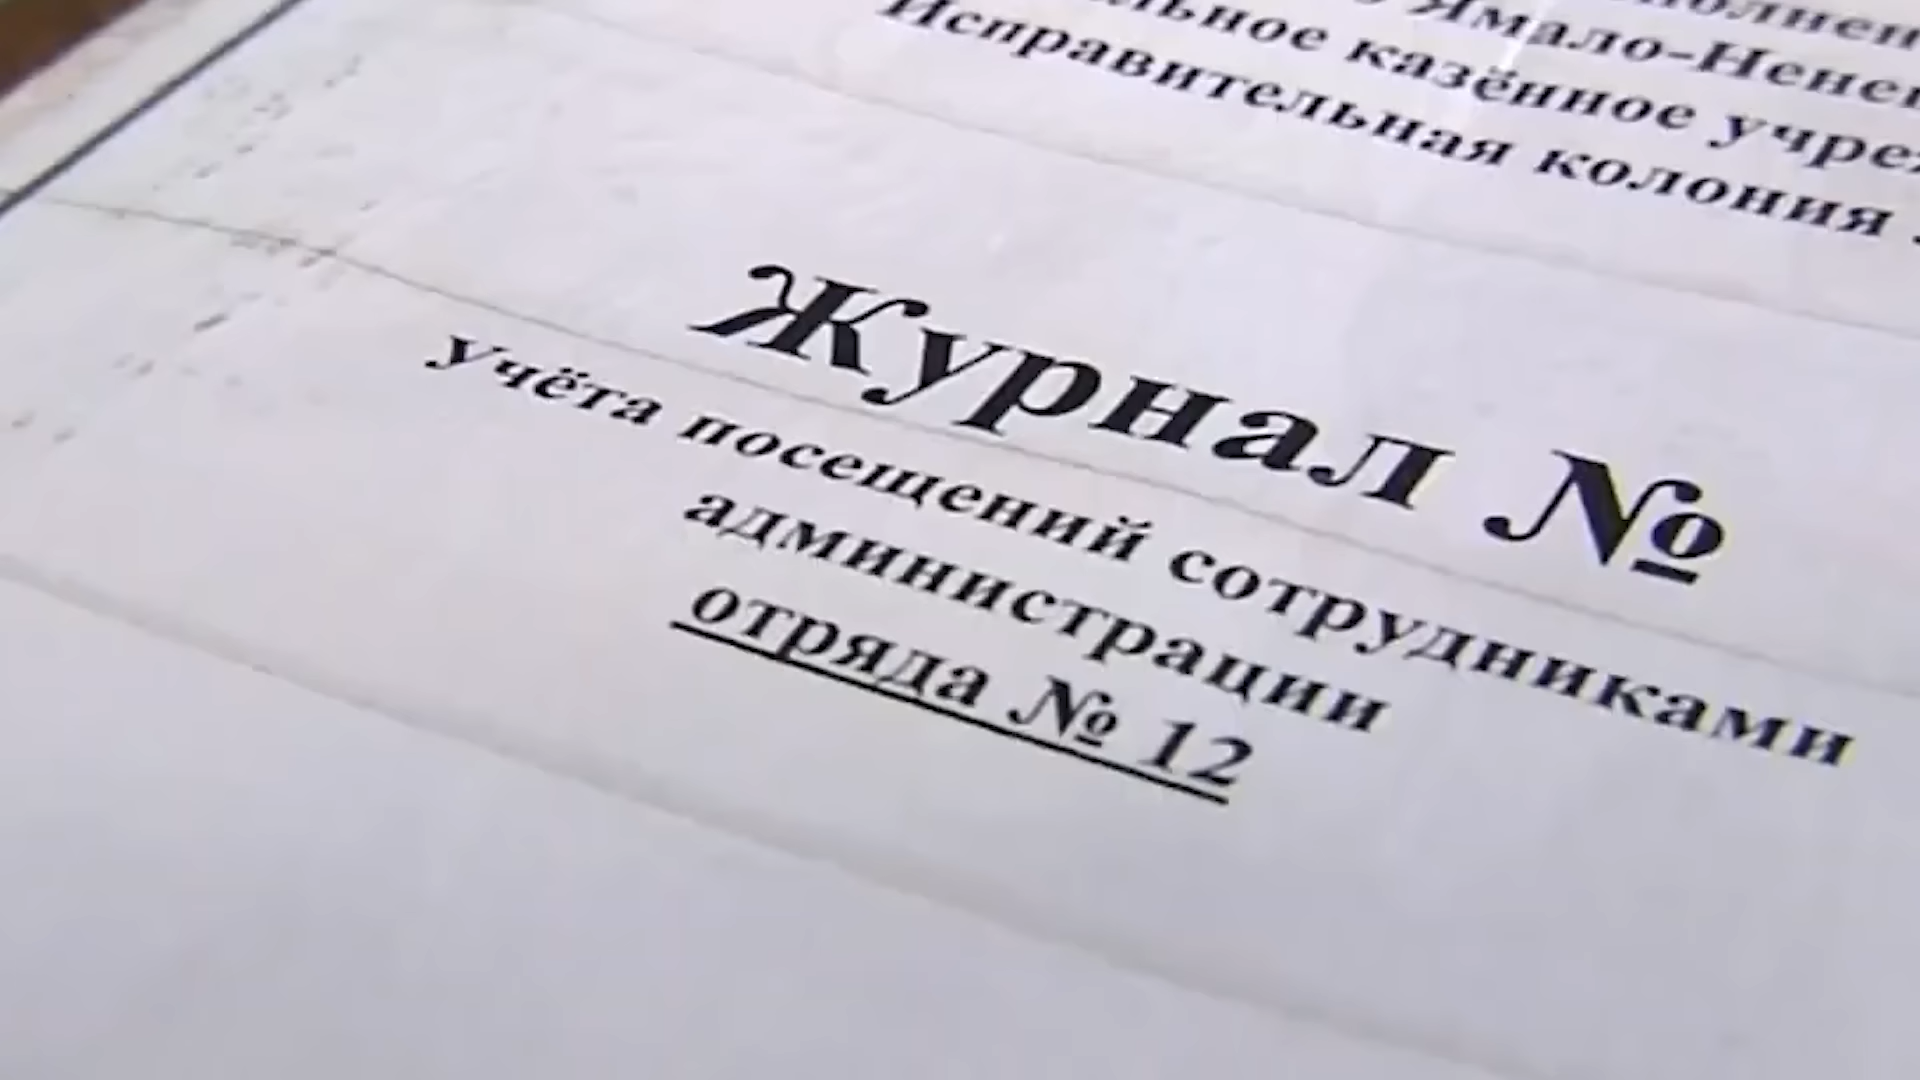 Ямало-Ненец
казённое учреж
Исправительная колония
Журнал №
учёта посещений сотрудниками
администрации
отряда № 12